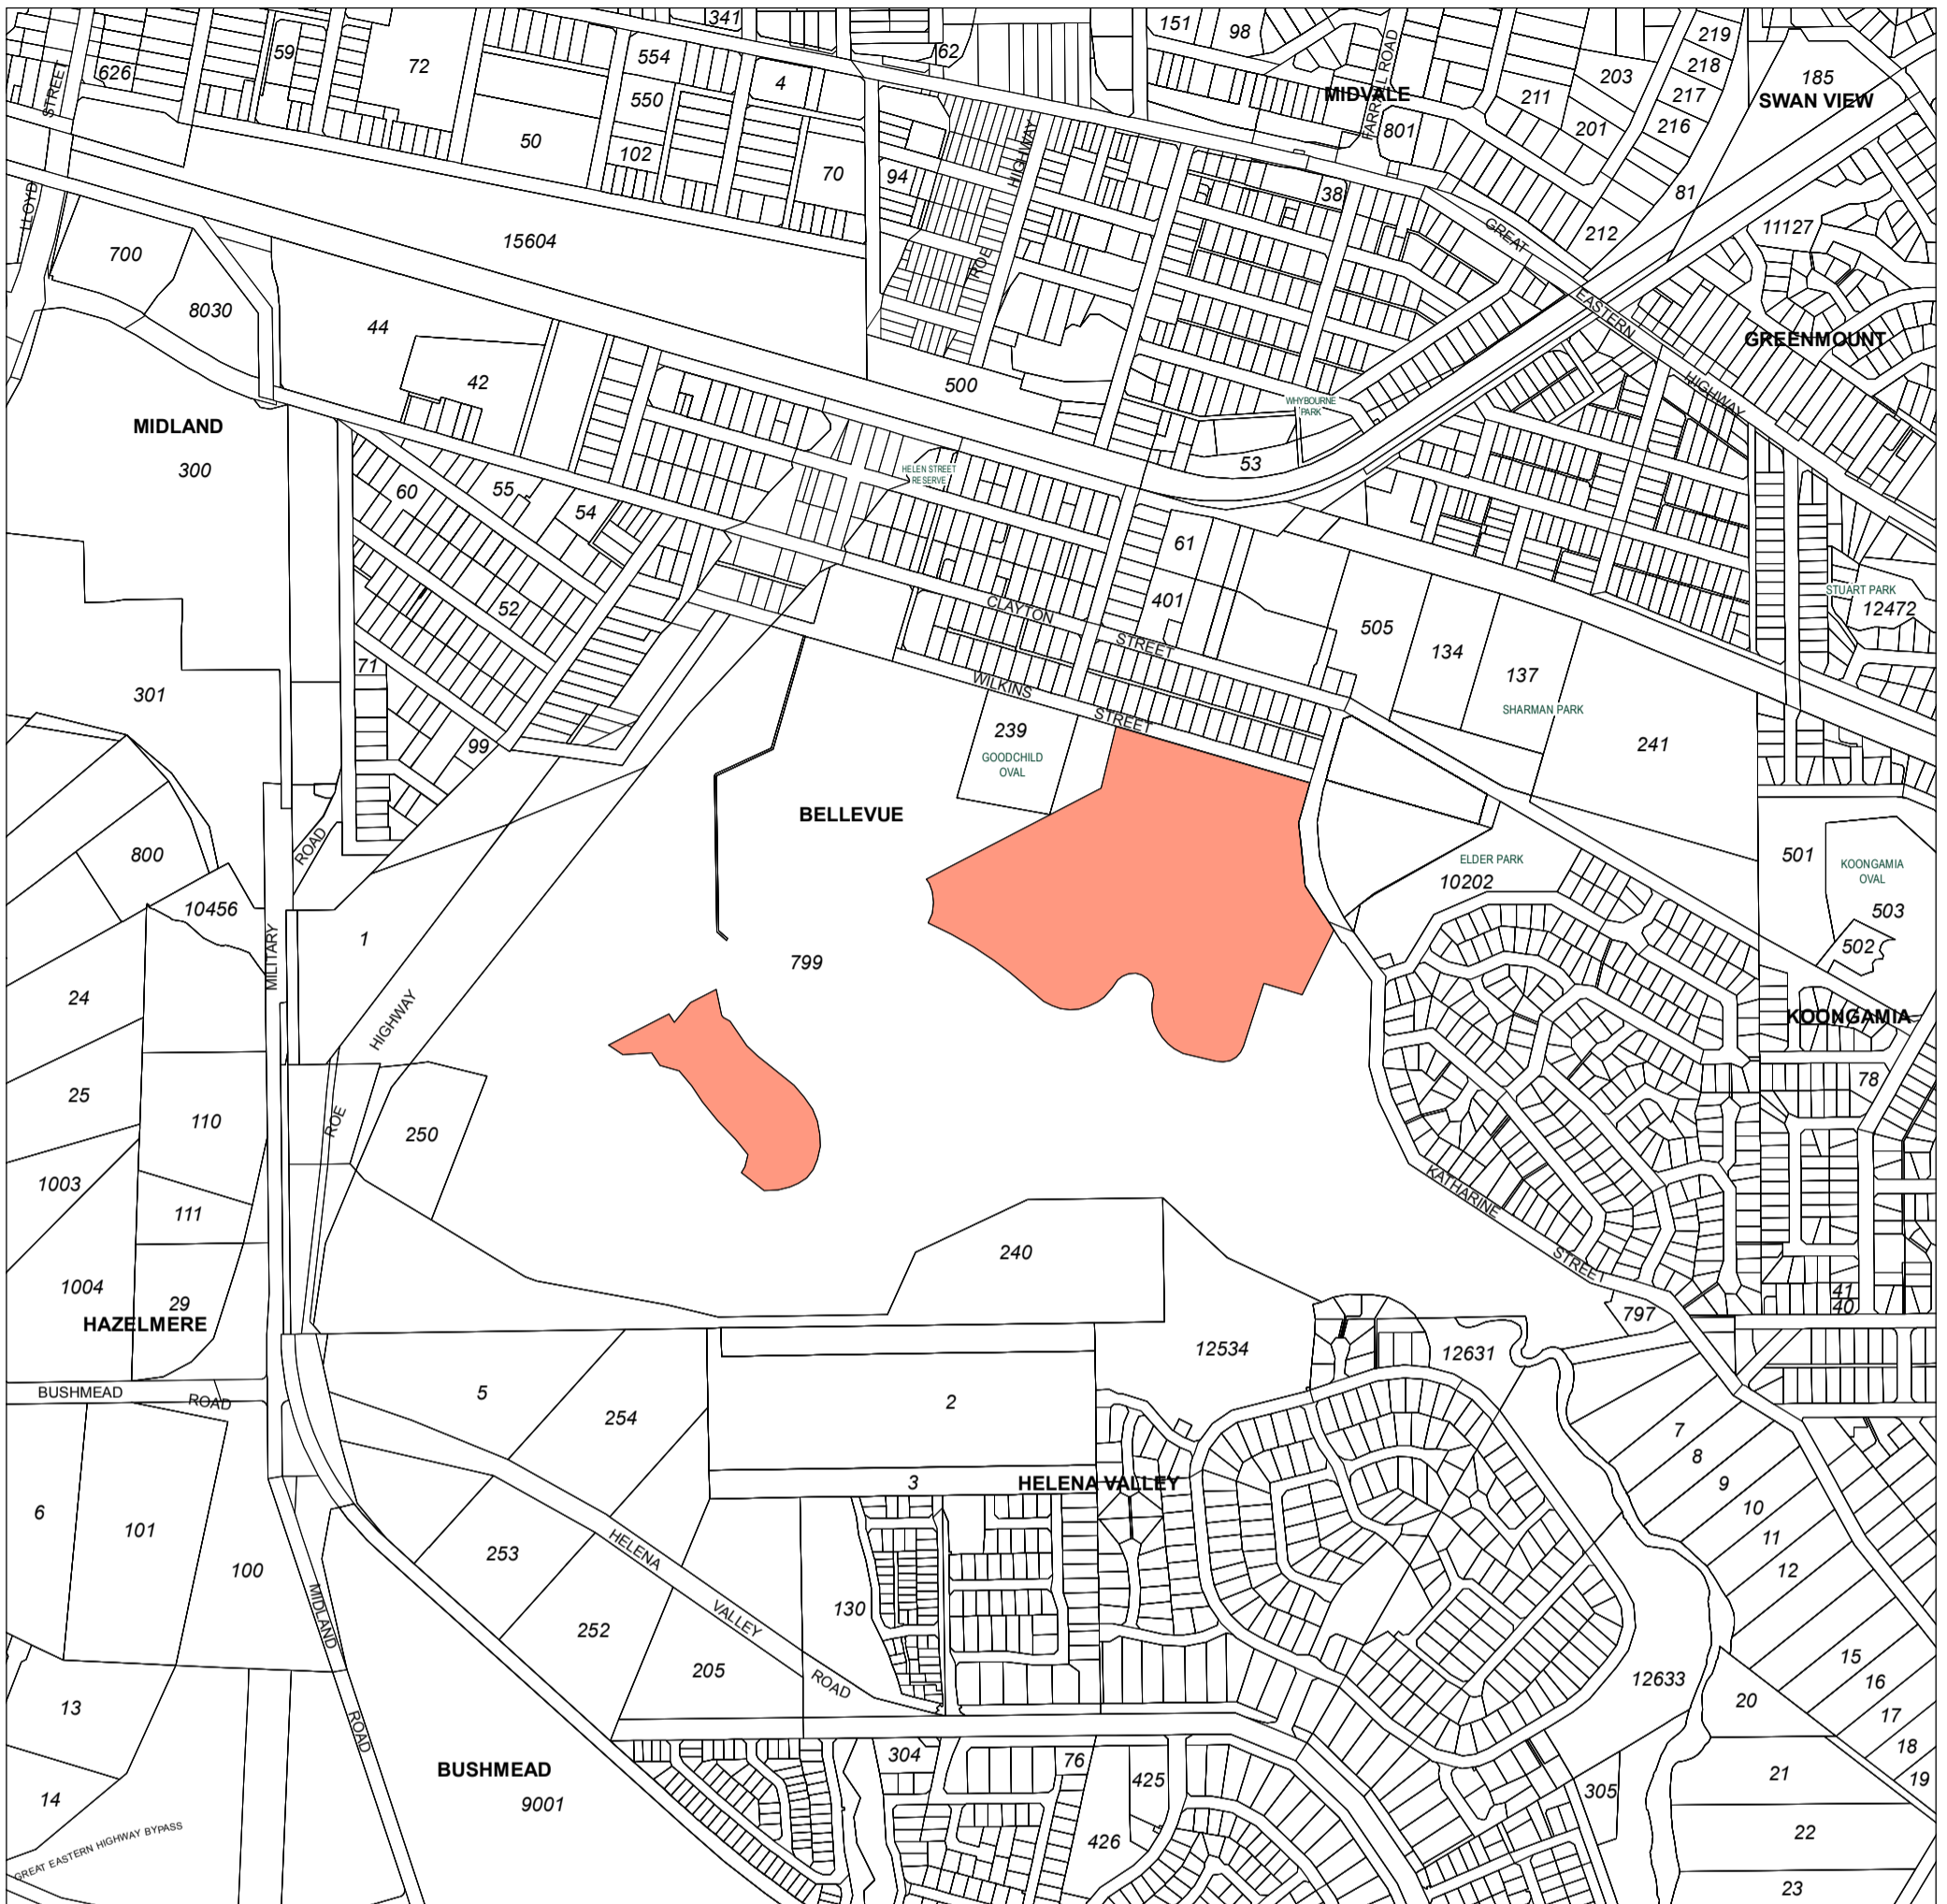 341
151
98
219
59
554
62
218
203
185
72
626
4
MIDVALE
217
SWAN VIEW
STREET
550
211
FARRALL ROAD
801
201
216
50
102
70
94
HIGHWAY
38
81
LLOYD
212
11127
GREAT
700
15604
ROE
8030
EASTERN
44
GREENMOUNT
42
500
HIGHWAY
WHYBOURNE
PARK
MIDLAND
300
53
HELEN STREET
RESERVE
60
55
54
61
STUART PARK
12472
52
401
CLAYTON
STREET
505
134
71
137
301
WILKINS
STREET
SHARMAN PARK
239
241
99
GOODCHILD
OVAL
BELLEVUE
ROAD
800
ELDER PARK
10202
501
KOONGAMIA
OVAL
10456
503
1
MILITARY
502
799
24
HIGHWAY
KOONGAMIA
78
25
110
ROE
250
1003
111
KATHARINE
STREET
240
1004
29
HAZELMERE
41
40
797
12534
12631
BUSHMEAD
ROAD
5
254
2
7
8
3
HELENA VALLEY
9
6
101
10
253
HELENA
11
100
12
MIDLAND
VALLEY
130
252
205
ROAD
15
12633
16
13
20
17
ROAD
18
304
76
BUSHMEAD
425
21
19
9001
305
14
GREAT EASTERN HIGHWAY BYPASS
426
22
23